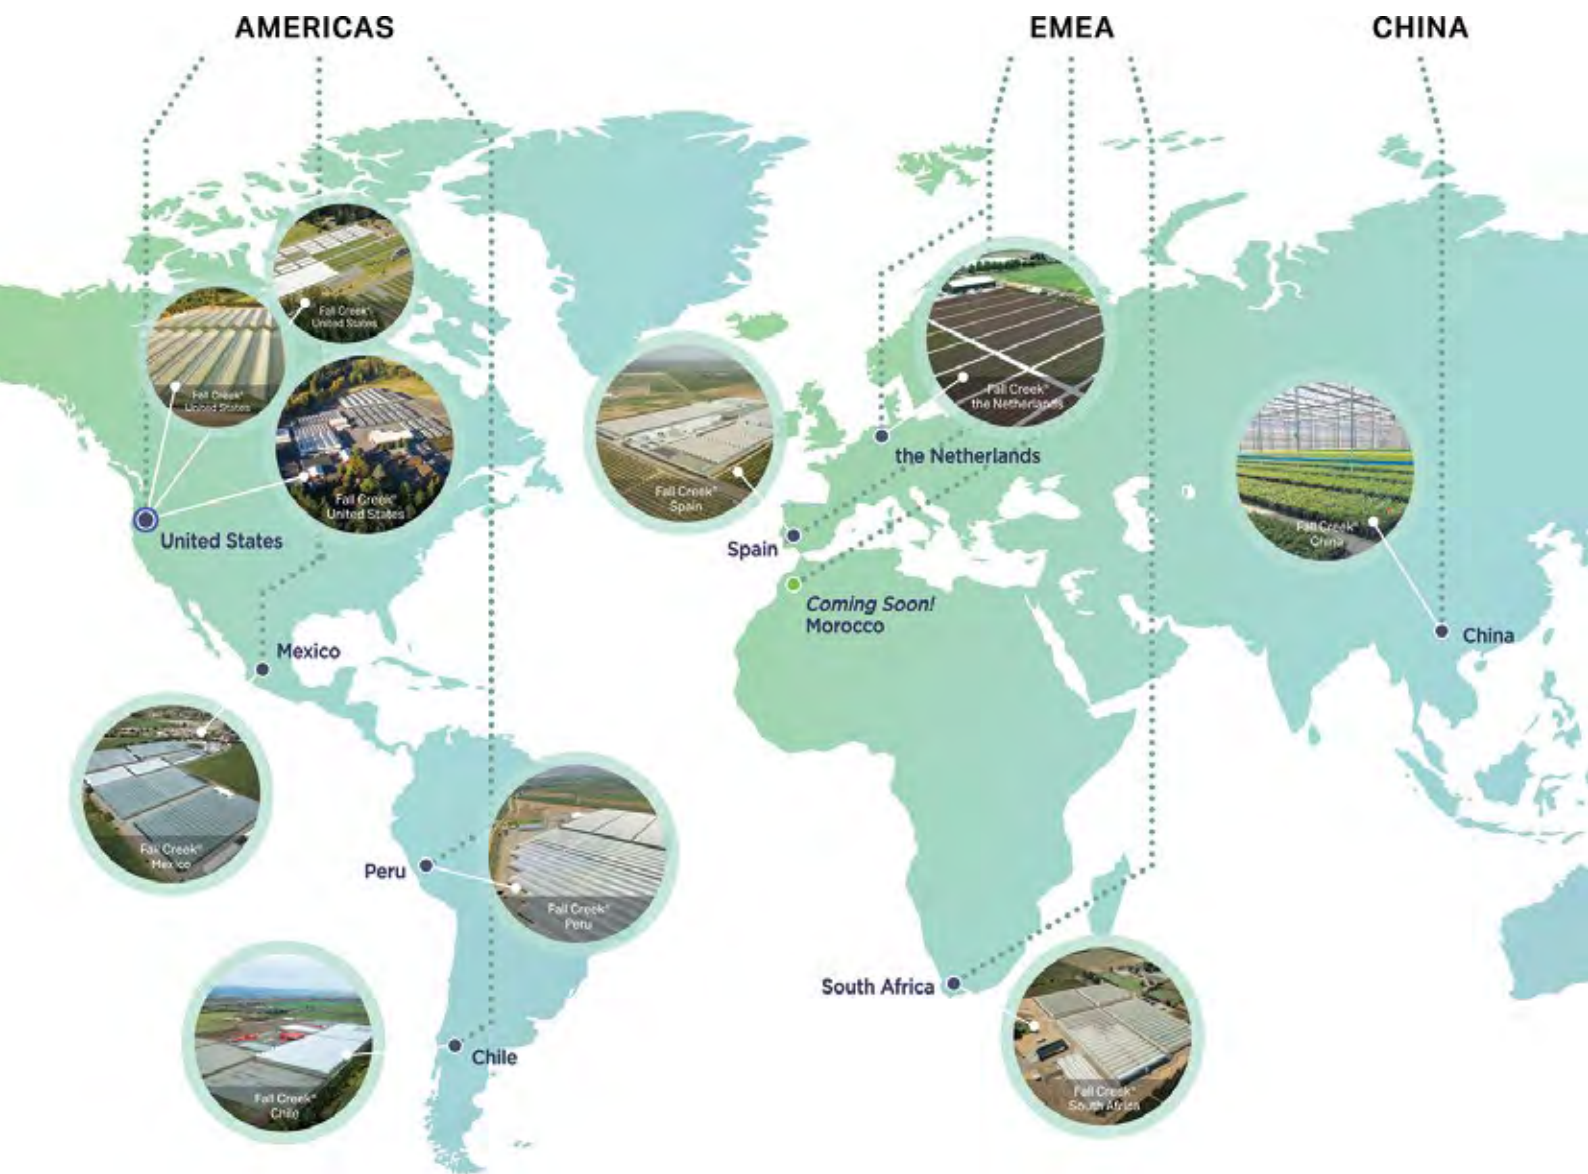 AMERICAS
EMEA
CHINA
Fall Creek®
United States
Fall Creek®
United States
Fall Creek®
United States
United States
Mexico
Fall Creek®
Mexico
Peru
Fall Creek®
Peru
Chile
Fall Creek®
Chile
Fall Creek®
Spain
Spain
Fall Creek®
the Netherlands
the Netherlands
Coming Soon!
Morocco
South Africa
Fall Creek®
South Africa
Fall Creek®
China
China